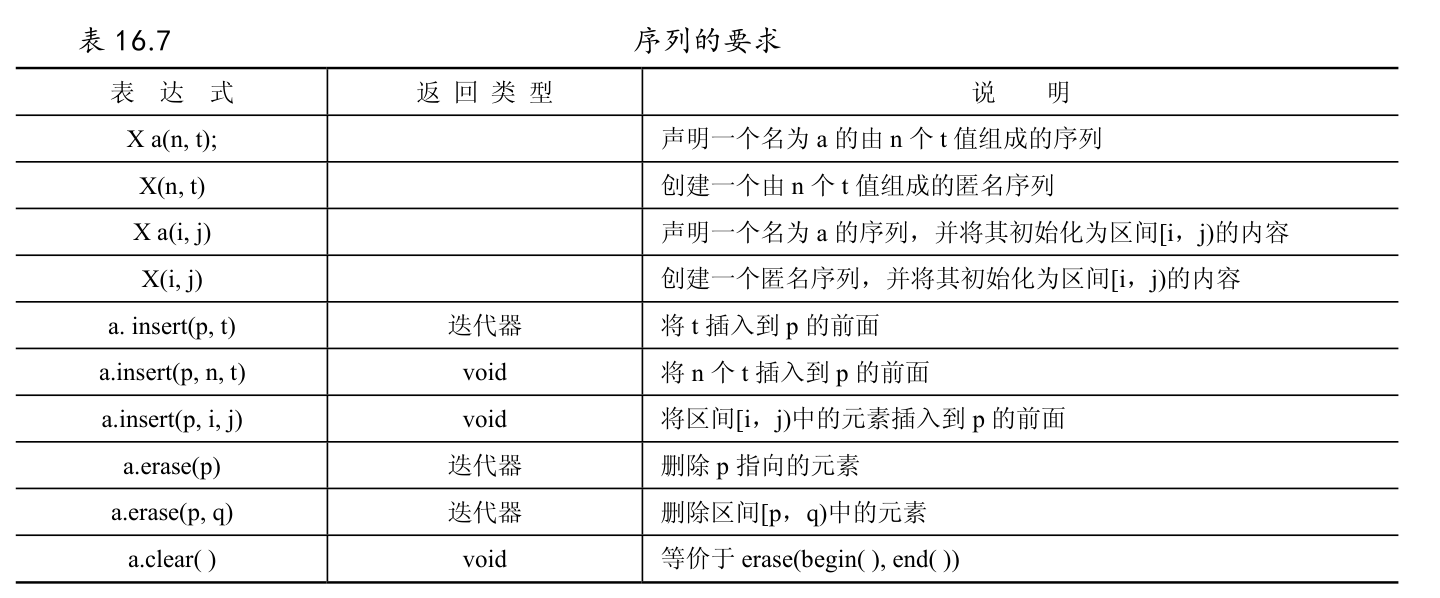 表 16.7 序列的要求
表 达 式 返 回 类 型 说 明
X a(n, t); 声明一个名为 a 的由 n 个 t 值组成的序列
X(n, t) 创建一个由 n 个 t 值组成的匿名序列
X a(i, j) 声明一个名为 a 的序列，并将其初始化为区间[i，j)的内容
X(i, j) 创建一个匿名序列，并将其初始化为区间[i，j)的内容
a. insert(p, t) 迭代器 将 t 插入到 p 的前面
a.insert(p, n, t) void 将 n 个 t 插入到 p 的前面
a.insert(p, i, j) void 将区间[i，j)中的元素插入到 p 的前面
a.erase(p) 迭代器 删除 p 指向的元素
a.erase(p, q) 迭代器 删除区间[p，q)中的元素
a.clear( ) void 等价于 erase(begin( ), end( ))